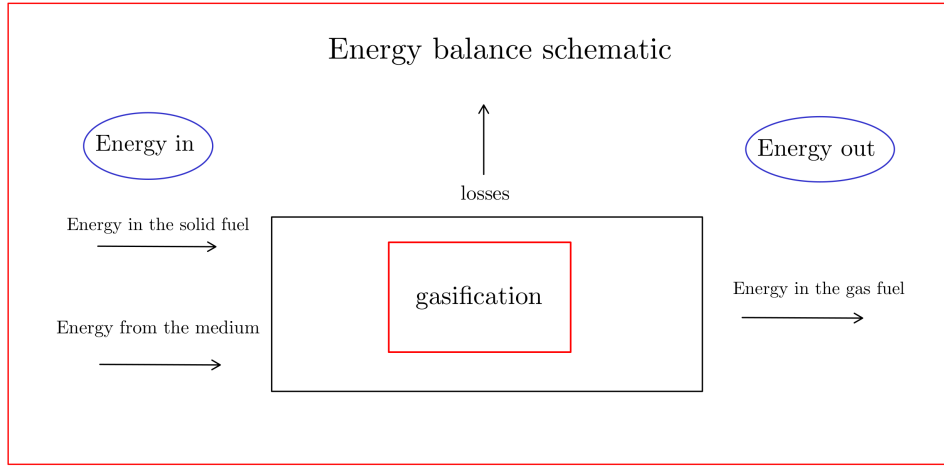 Energy balance schematic
Energy in
Energy out
losses
Energy in the solid fuel
gasification
Energy in the gas fuel
Energy from the medium